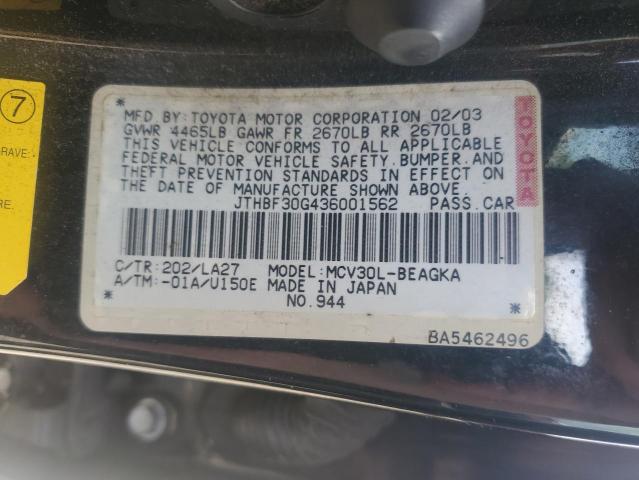 7
RAVE:
RE.
MFD.BY:TOYOTA MOTOR CORPORATION 02/03
GVWR 4465LB GAWR FR 2670LB RR 2670LB
THIS VEHICLE CONFORMS TO ALL APPLICABLE
FEDERAL MOTOR VEHICLE SAFETY,BUMPER,AND
THEFT PREVENTION STANDARDS IN EFFECT ON
THE DATE OF MANUFACTURE SHOWN ABOVE.
JTHBF30G436001562 PASS.CAR
TOYOTA
C/TR:202/LA27 MODEL:MCV30L-BEAGKA
A/TM:-01A/U150E MADE IN JAPAN
NO.944
BA5462496